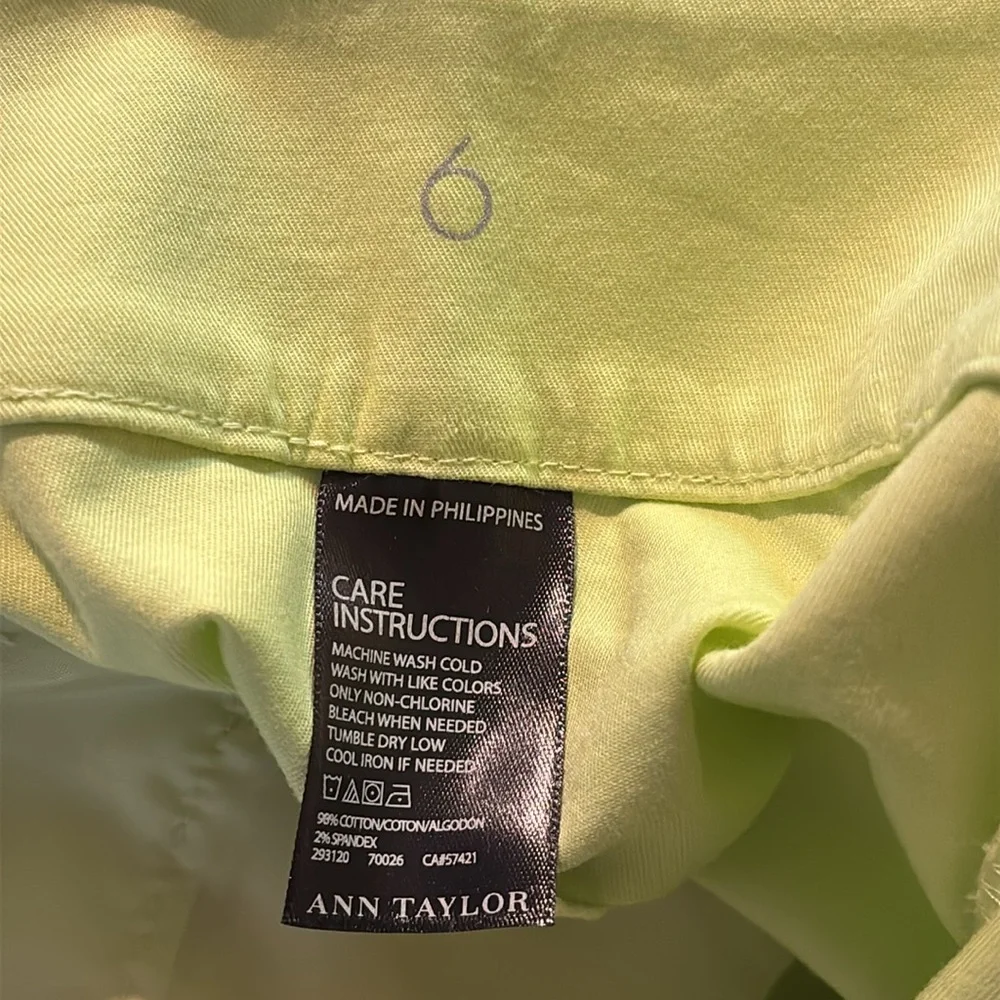 6
MADE IN PHILIPPINES
CARE
INSTRUCTIONS
MACHINE WASH COLD
WASH WITH LIKE COLORS
ONLY NON-CHLORINE
BLEACH WHEN NEEDED
TUMBLE DRY LOW
COOL IRON IF NEEDED
98% COTTON/COTON/ALGODÓN
2% SPANDEX
293120 70026 CA#57421
ANN TAYLOR